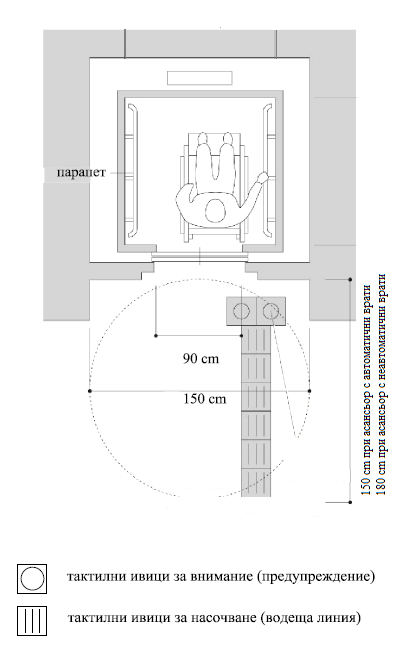 парапет
90 cm
150 cm
150 cm при асансьор с автоматични врати
180 cm при асансьор с неавтоматични врати
тактилни ивици за внимание (предупреждение)
тактилни ивици за насочване (водеща линия)